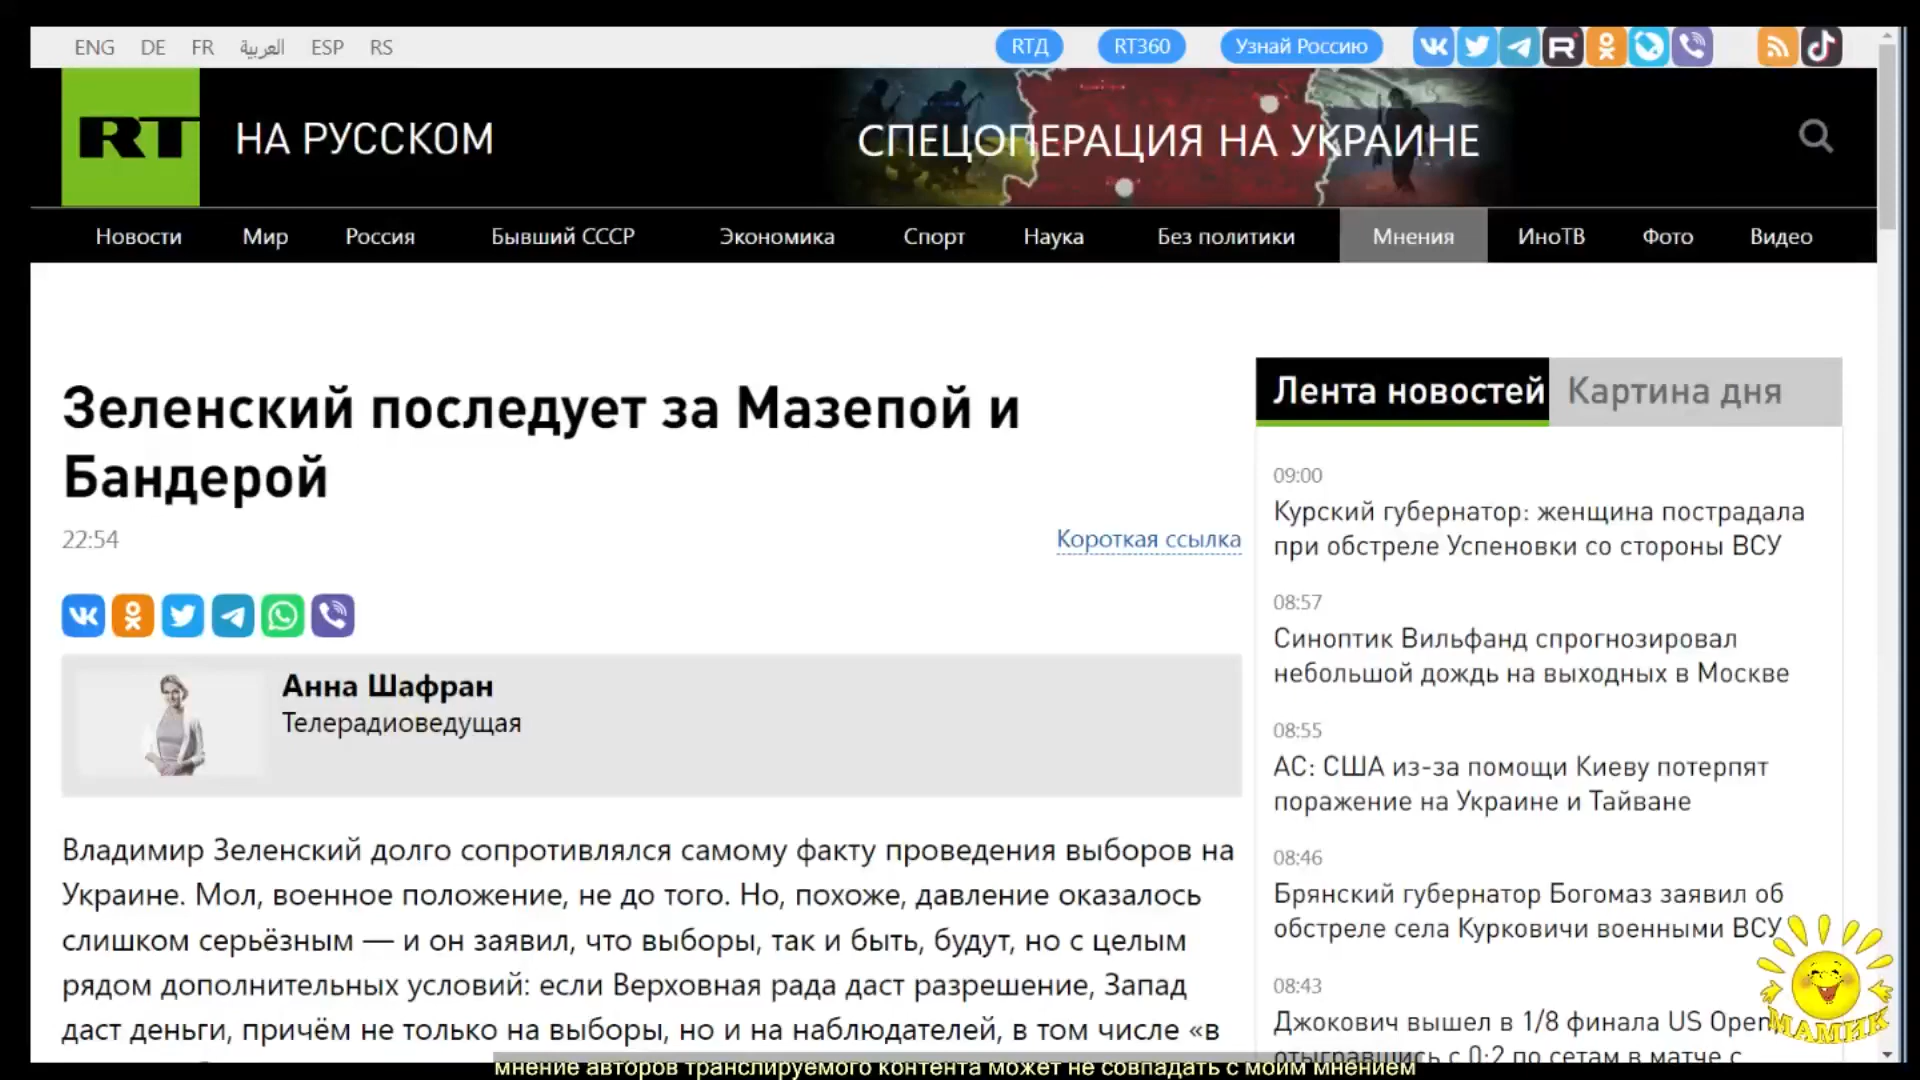 ENG DE FR العربية ESP RS
RTД RT360 Узнай Россию
RT НА РУССКОМ
СПЕЦОПЕРАЦИЯ НА УКРАИНЕ
Новости Мир Россия Бывший СССР Экономика Спорт Наука Без политики Мнения ИноТВ Фото Видео
Зеленский последует за Мазепой и
Бандерой
22:54
Короткая ссылка
Анна Шафран
Телерадиоведущая
Владимир Зеленский долго сопротивлялся самому факту проведения выборов на
Украине. Мол, военное положение, не до того. Но, похоже, давление оказалось
слишком серьёзным — и он заявил, что выборы, так и быть, будут, но с целым
рядом дополнительных условий: если Верховная рада даст разрешение, Запад
даст деньги, причём не только на выборы, но и на наблюдателей, в том числе «в
Лента новостей Картина дня
09:00
Курский губернатор: женщина пострадала
при обстреле Успеновки со стороны ВСУ
08:57
Синоптик Вильфанд спрогнозировал
небольшой дождь на выходных в Москве
08:55
AC: США из-за помощи Киеву потерпят
поражение на Украине и Тайване
08:46
Брянский губернатор Богомаз заявил об
обстреле села Курковичи военными ВСУ
08:43
Джокович вышел в 1/8 финала US Open,
отыгравшись с 0:2 по сетам в матче с
МАМИК
мнение авторов транслируемого контента может не совпадать с моим мнением